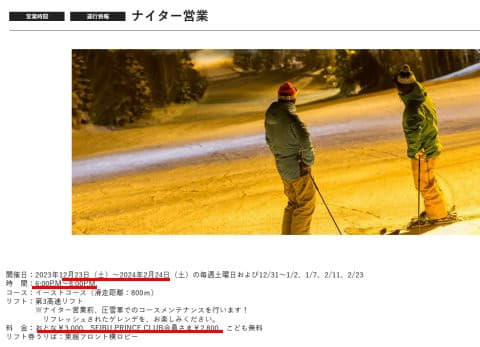 営業時間 運行情報 ナイター営業
開催日：2023年12月23日（土）～2024年2月24日（土）の毎週土曜日および12/31～1/2、1/7、2/11、2/23
時　間：6:00P.M.～8:00P.M.
コース：イーストコース（滑走距離：800m）
リフト：第3高速リフト
※ナイター営業前、圧雪車でのコースメンテナンスを行います！
リフレッシュされたゲレンデを、お楽しみください。
料　金：おとな￥3,000、SEIBU PRINCE CLUB会員さま￥2,800、こども無料
リフト券うりば：東館フロント横ロビー